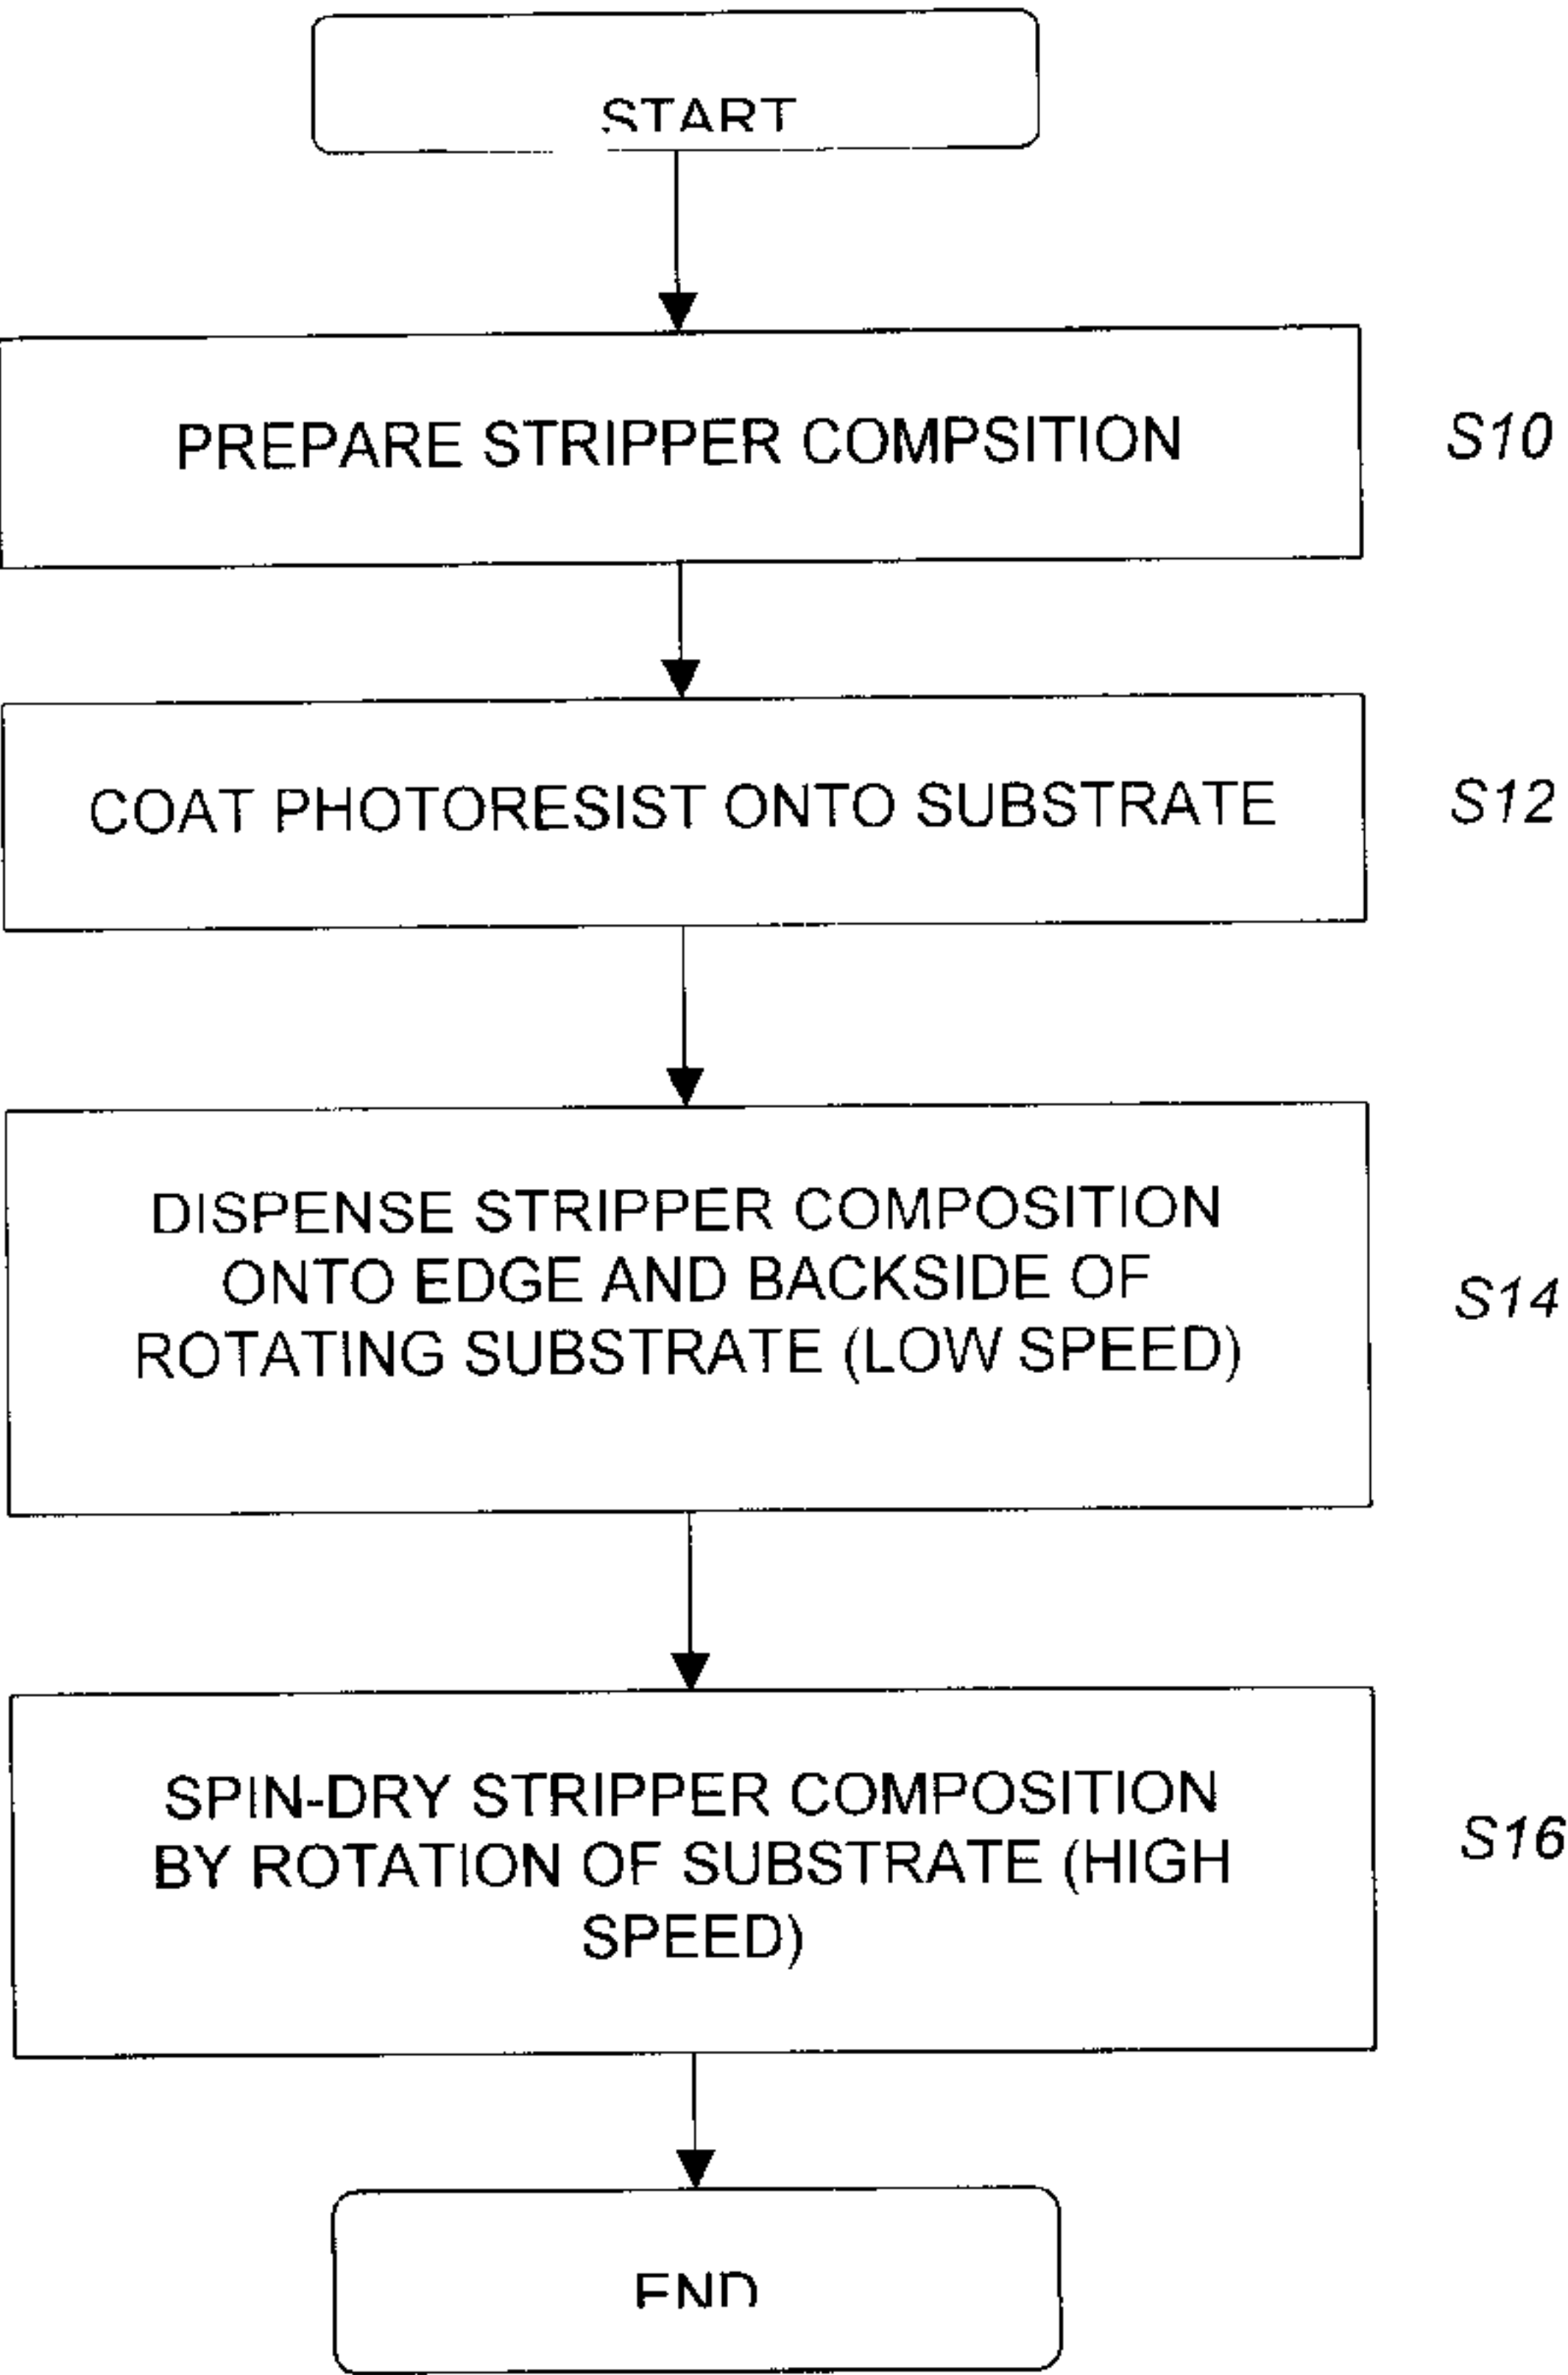 START
PREPARE STRIPPER COMPSITION
S10
COAT PHOTORESIST ONTO SUBSTRATE
S12
DISPENSE STRIPPER COMPOSITION
ONTO EDGE AND BACKSIDE OF
ROTATING SUBSTRATE (LOW SPEED)
S14
SPIN-DRY STRIPPER COMPOSITION
BY ROTATION OF SUBSTRATE (HIGH
SPEED)
S16
END